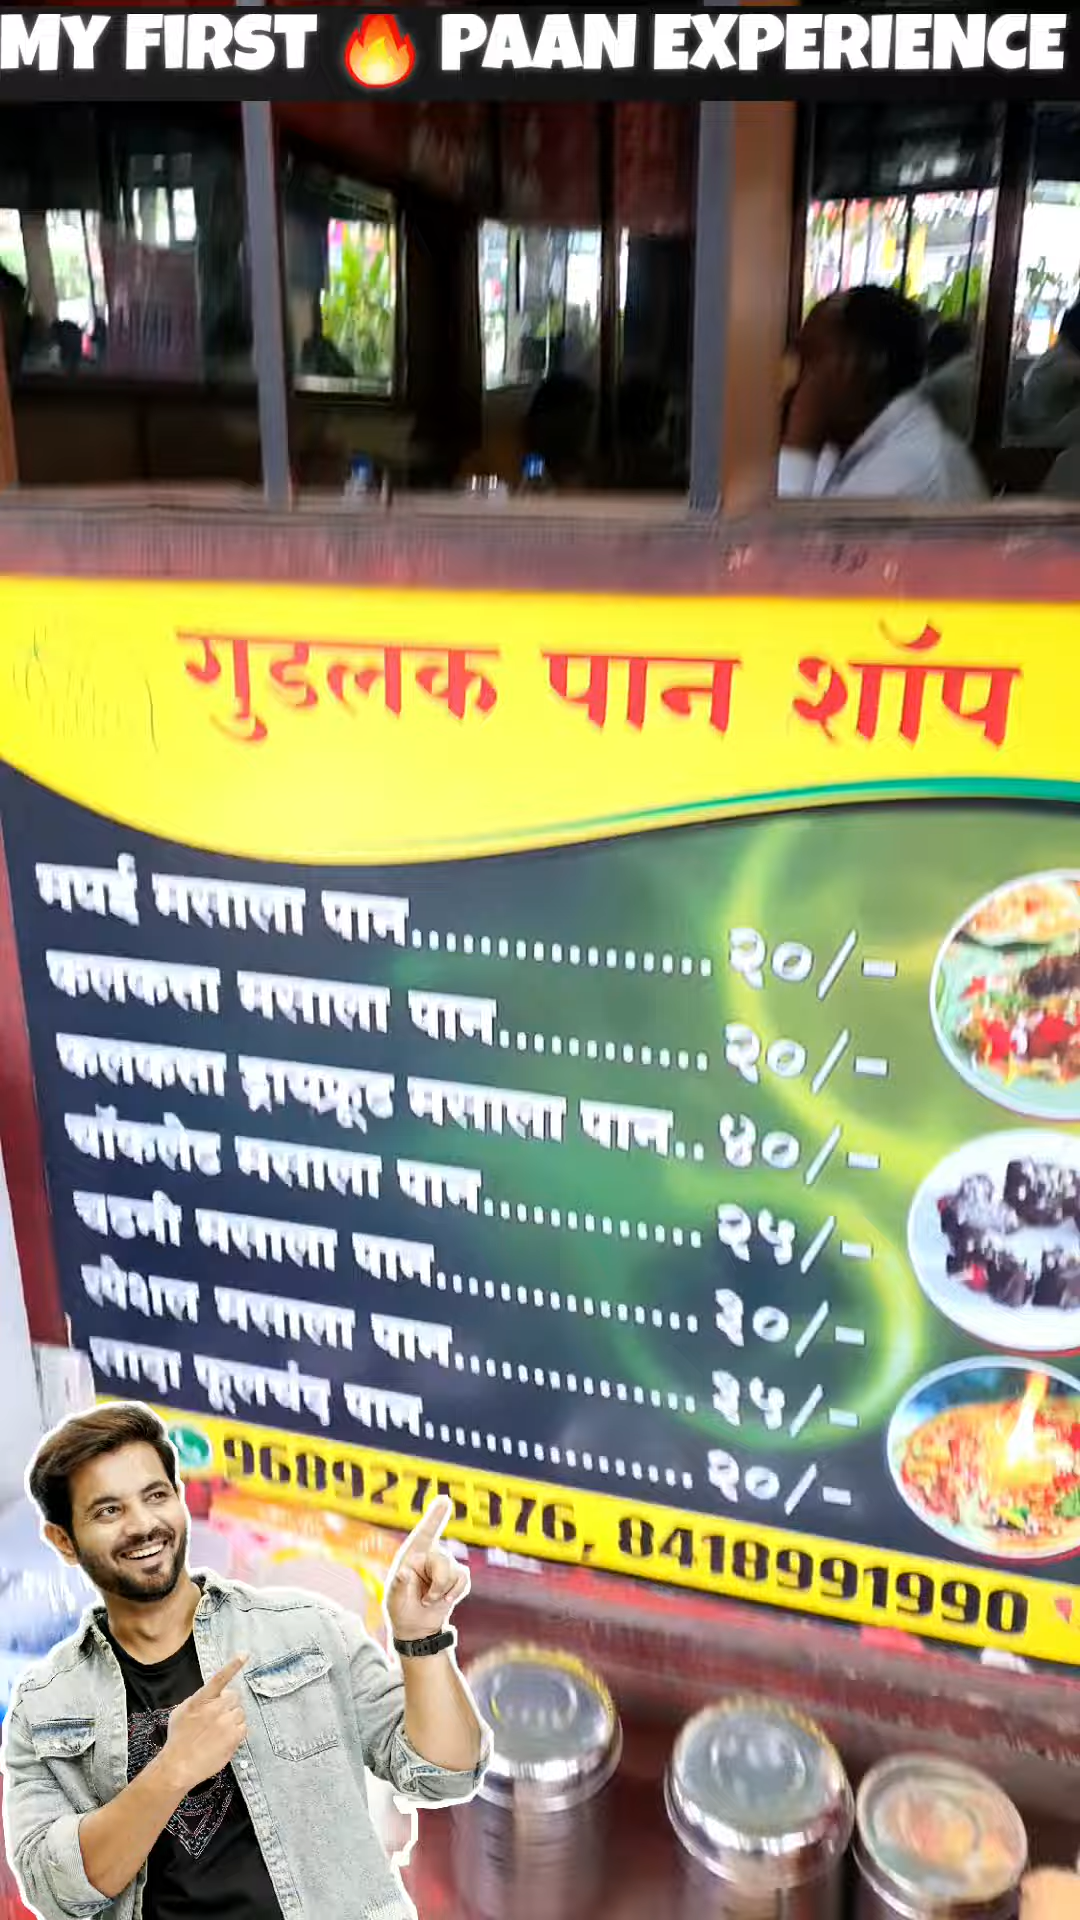 MY FIRST 🔥 PAAN EXPERIENCE
गुडलक पान शॉप
मघई मसाला पान................. २०/-
कलकत्ता मसाला पान............ २०/-
कलकत्ता ड्रायफ्रूट मसाला पान.. ४०/-
चॉकलेट मसाला पान............. २५/-
चटनी मसाला पान............... ३०/-
स्पेशल मसाला पान.............. ३५/-
सादा फूलचंद पान................ २०/-
9689275376, 8418991990